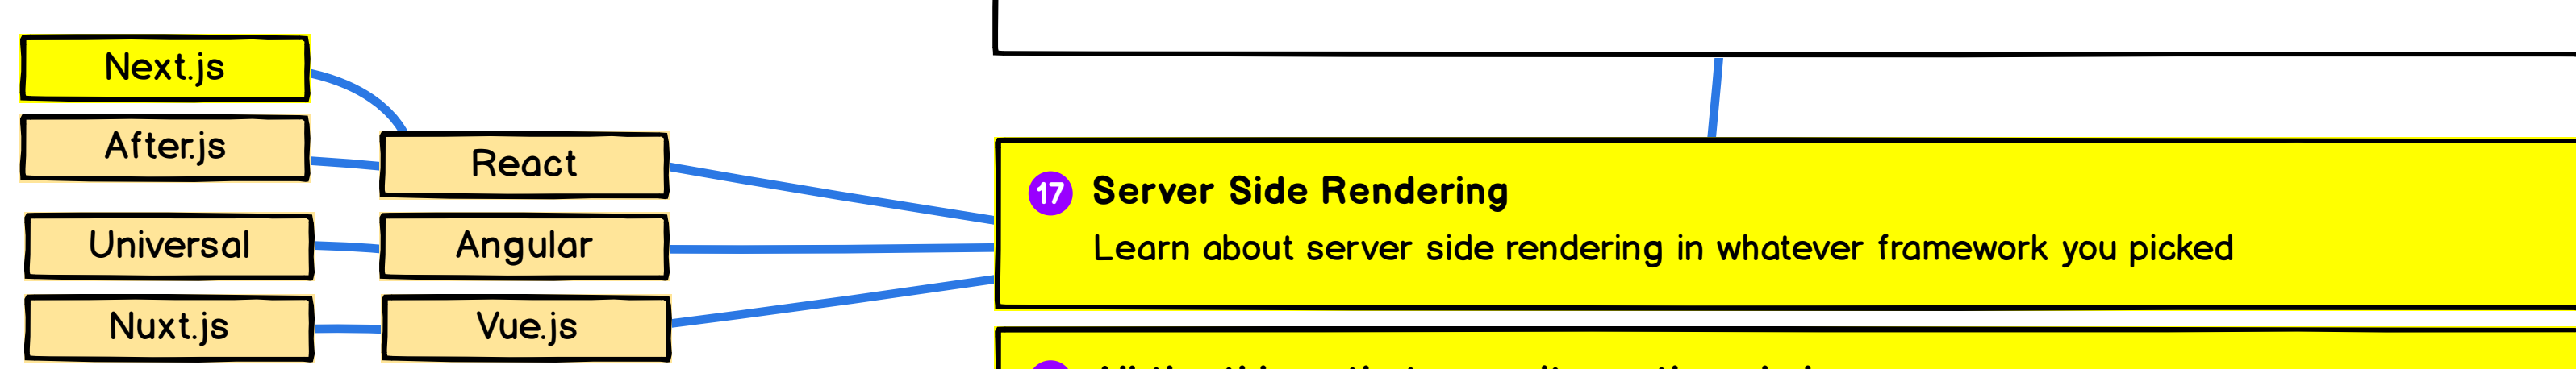 Next.js
After.js
React
Universal
Angular
Nuxt.js
Vue.js
17 Server Side Rendering
Learn about server side rendering in whatever framework you picked